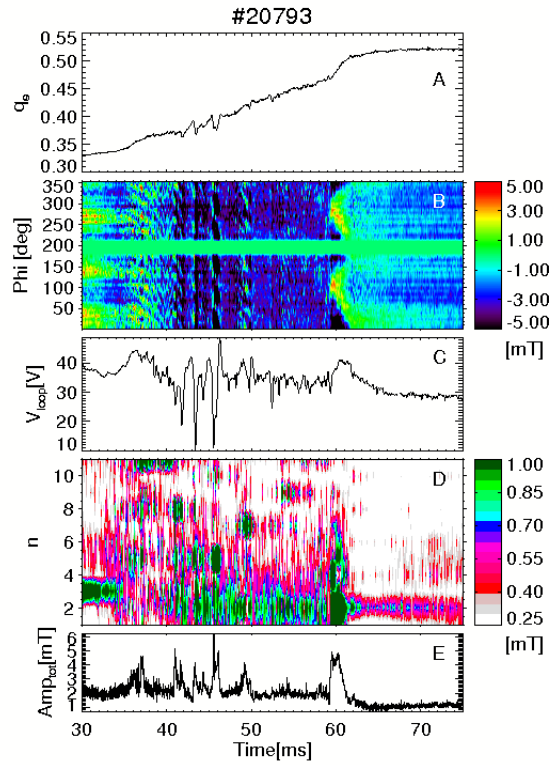 #20793
0.55
0.50
0.45
0.40
0.35
0.30
qₐ
A
350
300
250
200
150
100
50
Phi [deg]
B
5.00
3.00
1.00
-1.00
-3.00
-5.00
[mT]
40
30
20
10
V_loop[V]
C
10
8
6
4
2
n
D
1.00
0.85
0.70
0.55
0.40
0.25
[mT]
6
5
4
3
2
1
Amp_tot[mT]
E
30 40 50 60 70
Time[ms]